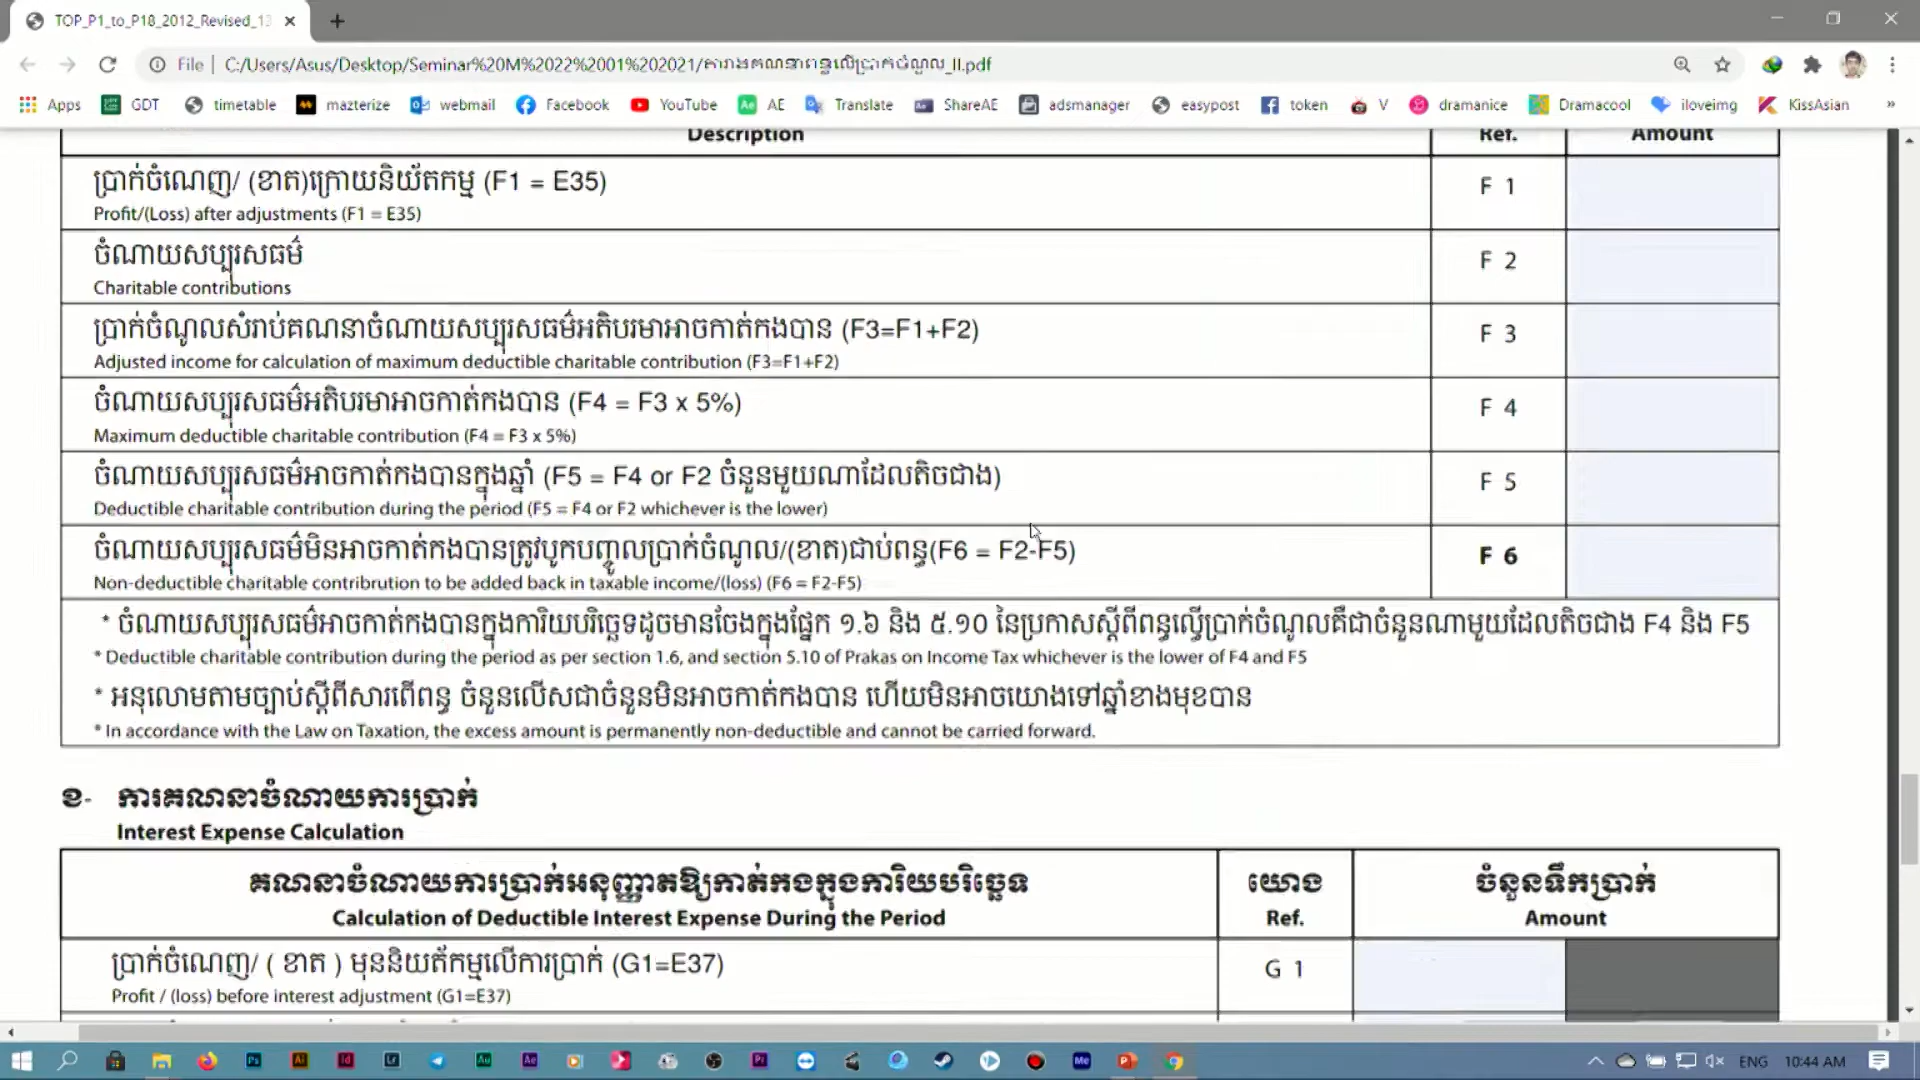 TOP_P1_to_P18_2012_Revised_13
File | C:/Users/Asus/Desktop/Seminar%20M%2022%2001%202021/តារាងគណនាពន្ធលើប្រាក់ចំណូល_II.pdf
Apps GDT timetable mazterize webmail Facebook YouTube AE Translate ShareAE adsmanager easypost token V dramanice Dramacool iloveimg KissAsian »
Description Ref. Amount
ប្រាក់ចំណេញ/ (ខាត)ក្រោយនិយ័តកម្ម (F1 = E35) F 1
Profit/(Loss) after adjustments (F1 = E35)
ចំណាយសប្បុរសធម៌ F 2
Charitable contributions
ប្រាក់ចំណូលសំរាប់គណនាចំណាយសប្បុរសធម៌អតិបរមាអាចកាត់កងបាន (F3=F1+F2) F 3
Adjusted income for calculation of maximum deductible charitable contribution (F3=F1+F2)
ចំណាយសប្បុរសធម៌អតិបរមាអាចកាត់កងបាន (F4 = F3 x 5%) F 4
Maximum deductible charitable contribution (F4 = F3 x 5%)
ចំណាយសប្បុរសធម៌អាចកាត់កងបានក្នុងឆ្នាំ (F5 = F4 or F2 ចំនួនមួយណាដែលតិចជាង) F 5
Deductible charitable contribution during the period (F5 = F4 or F2 whichever is the lower)
ចំណាយសប្បុរសធម៌មិនអាចកាត់កងបានត្រូវបូកបញ្ចូលប្រាក់ចំណូល/(ខាត)ជាប់ពន្ធ(F6 = F2-F5) F 6
Non-deductible charitable contribrution to be added back in taxable income/(loss) (F6 = F2-F5)
* ចំណាយសប្បុរសធម៌អាចកាត់កងបានក្នុងការិយបរិច្ឆេទដូចមានចែងក្នុងផ្នែក ១.៦ និង ៥.១០ នៃប្រកាសស្តីពីពន្ធលើប្រាក់ចំណូលគឺជាចំនួនណាមួយដែលតិចជាង F4 និង F5
* Deductible charitable contribution during the period as per section 1.6, and section 5.10 of Prakas on Income Tax whichever is the lower of F4 and F5
* អនុលោមតាមច្បាប់ស្តីពីសារពើពន្ធ ចំនួនលើសជាចំនួនមិនអាចកាត់កងបាន ហើយមិនអាចយោងទៅឆ្នាំខាងមុខបាន
* In accordance with the Law on Taxation, the excess amount is permanently non-deductible and cannot be carried forward.
ខ- ការគណនាចំណាយការប្រាក់
Interest Expense Calculation
គណនាចំណាយការប្រាក់អនុញ្ញាតឱ្យកាត់កងក្នុងការិយបរិច្ឆេទ យោង ចំនួនទឹកប្រាក់
Calculation of Deductible Interest Expense During the Period Ref. Amount
ប្រាក់ចំណេញ/ ( ខាត ) មុននិយ័តកម្មលើការប្រាក់ (G1=E37) G 1
Profit / (loss) before interest adjustment (G1=E37)
ENG 10:44 AM